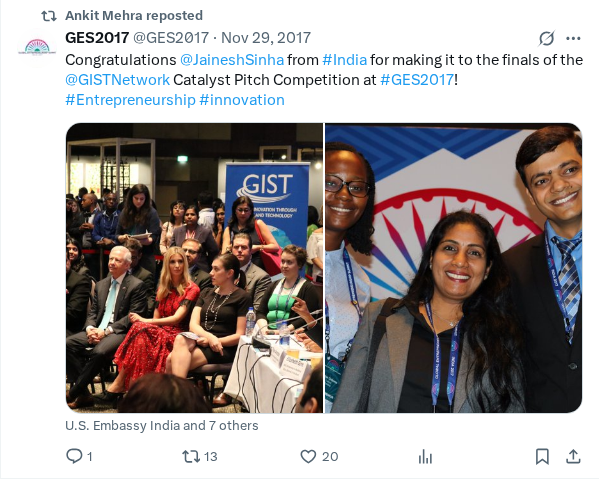 Ankit Mehra reposted
GES2017 @GES2017 · Nov 29, 2017
Congratulations @JaineshSinha from #India for making it to the finals of the
@GISTNetwork Catalyst Pitch Competition at #GES2017!
#Entrepreneurship #innovation
GIST
INNOVATION THROUGH
AND TECHNOLOGY
U.S. Embassy India and 7 others
1 13 20